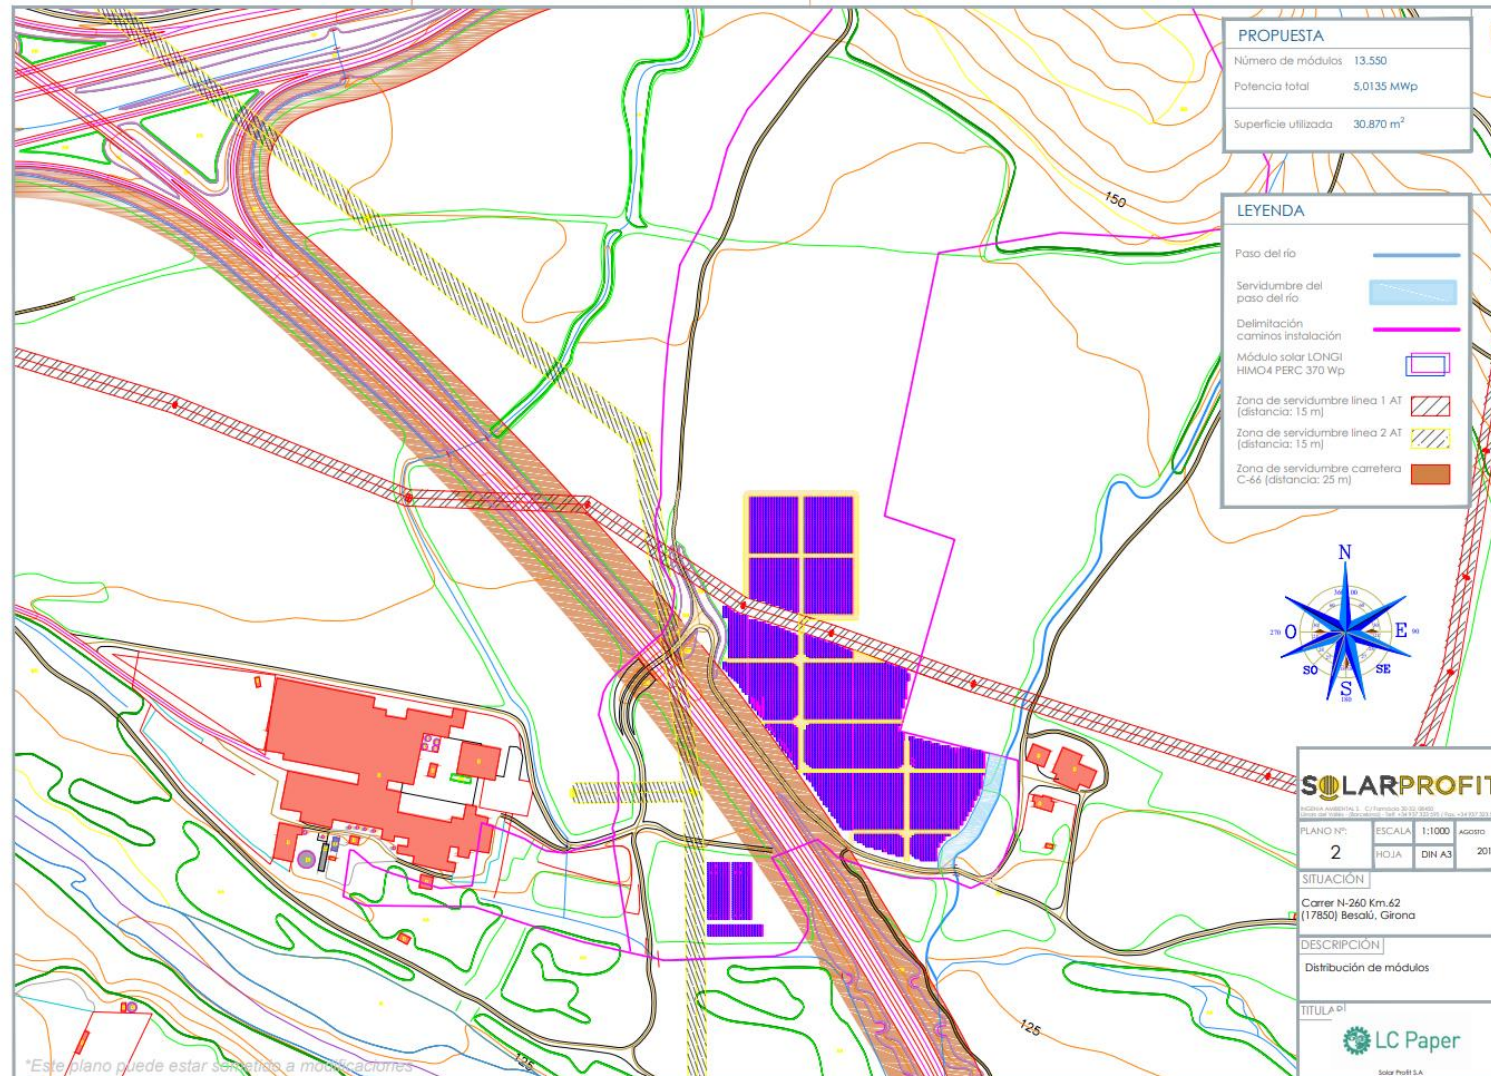 PROPUESTA
Número de módulos 13.550
Potencia total 5,0135 MWp
Superficie utilizada 30.870 m²
150
LEYENDA
Paso del río
Servidumbre del
paso del río
Delimitación
caminos instalación
Módulo solar LONGI
HIMO4 PERC 370 Wp
Zona de servidumbre linea 1 AT
(distancia: 15 m)
Zona de servidumbre linea 2 AT
(distancia: 15 m)
Zona de servidumbre carretera
C-66 (distancia: 25 m)
N
O
E
SO
SE
S
SOLARPROFIT
PLANO Nº:
2
ESCALA 1:1000 AGOSTO
HOJA DIN A3 201
SITUACIÓN
Carrer N-260 Km.62
(17850) Besalú, Girona
DESCRIPCIÓN
Distribución de módulos
TITULAR
LC Paper
Solar Profit S.A
125
125
*Este plano puede estar sometido a modificaciones